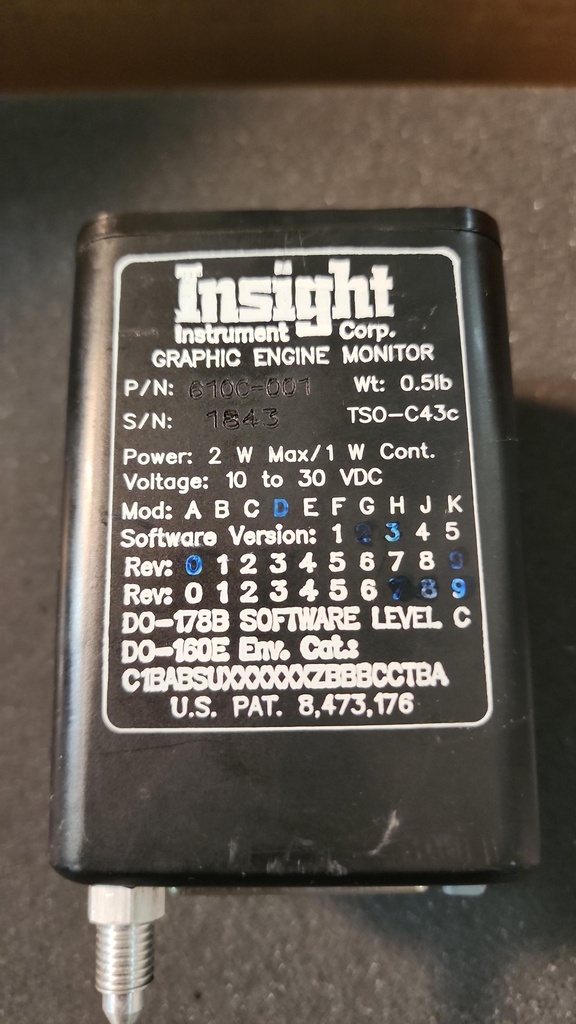 Insight
Instrument Corp.
GRAPHIC ENGINE MONITOR
P/N: 6100-001 Wt: 0.5lb
S/N: 1843 TSO-C43c
Power: 2 W Max/1 W Cont.
Voltage: 10 to 30 VDC
Mod: A B C D E F G H J K
Software Version: 1 2 3 4 5
Rev: 0 1 2 3 4 5 6 7 8 9
Rev: 0 1 2 3 4 5 6 7 8 9
DO-178B SOFTWARE LEVEL C
DO-160E Env. Cat.:
C1BABSUXXXXXXZBBBCCTBA
U.S. PAT. 8,473,176